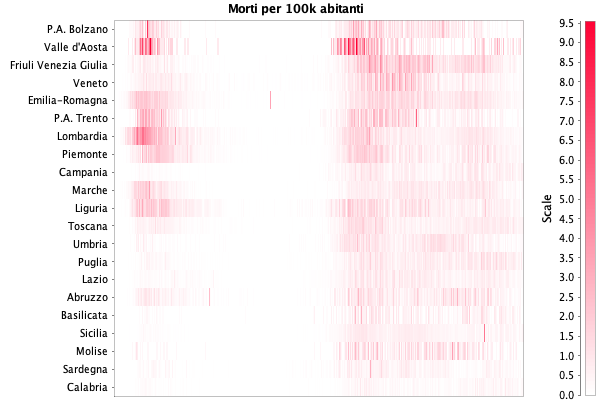 Morti per 100k abitanti
P.A. Bolzano
Valle d'Aosta
Friuli Venezia Giulia
Veneto
Emilia-Romagna
P.A. Trento
Lombardia
Piemonte
Campania
Marche
Liguria
Toscana
Umbria
Puglia
Lazio
Abruzzo
Basilicata
Sicilia
Molise
Sardegna
Calabria
Scale
9.5
9.0
8.5
8.0
7.5
7.0
6.5
6.0
5.5
5.0
4.5
4.0
3.5
3.0
2.5
2.0
1.5
1.0
0.5
0.0